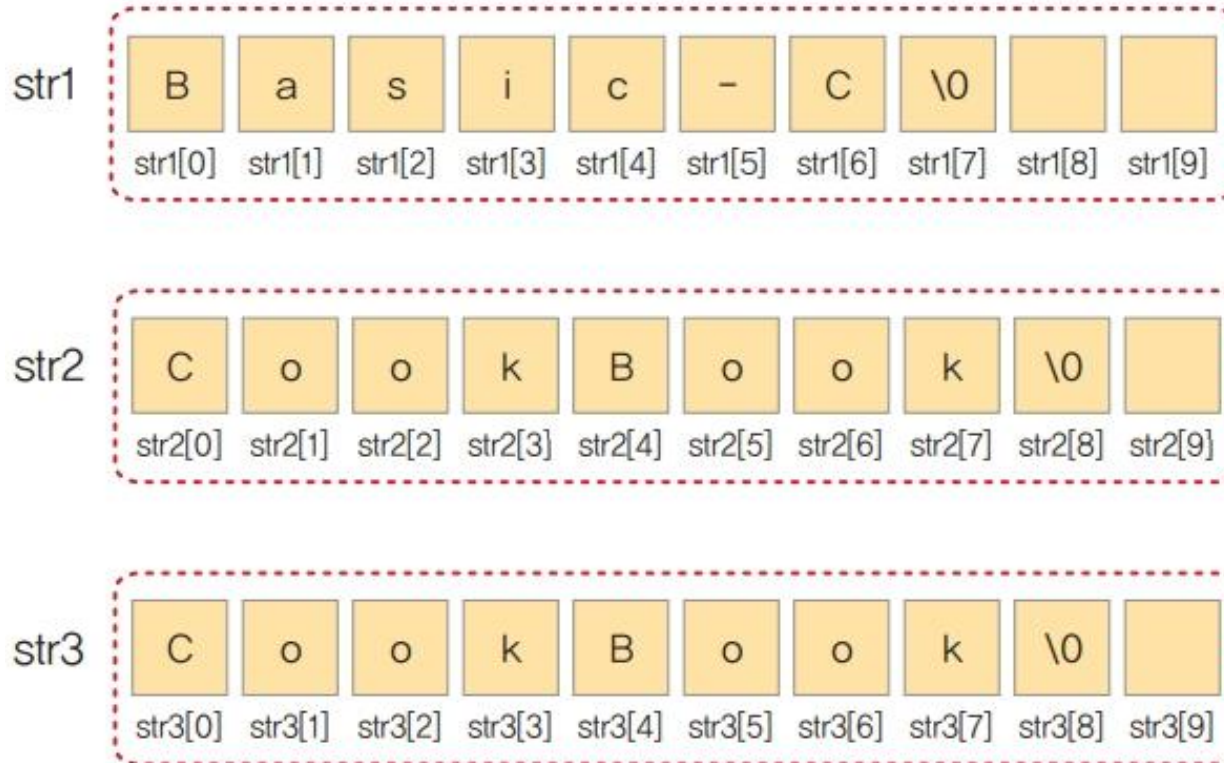 str1 B a s i c - C \0
str1[0] str1[1] str1[2] str1[3] str1[4] str1[5] str1[6] str1[7] str1[8] str1[9]
str2 C o o k B o o k \0
str2[0] str2[1] str2[2] str2[3} str2[4] str2[5] str2[6] str2[7] str2[8] str2[9}
str3 C o o k B o o k \0
str3[0] str3[1] str3[2] str3[3] str3[4] str3[5] str3[6] str3[7] str3[8] str3[9]